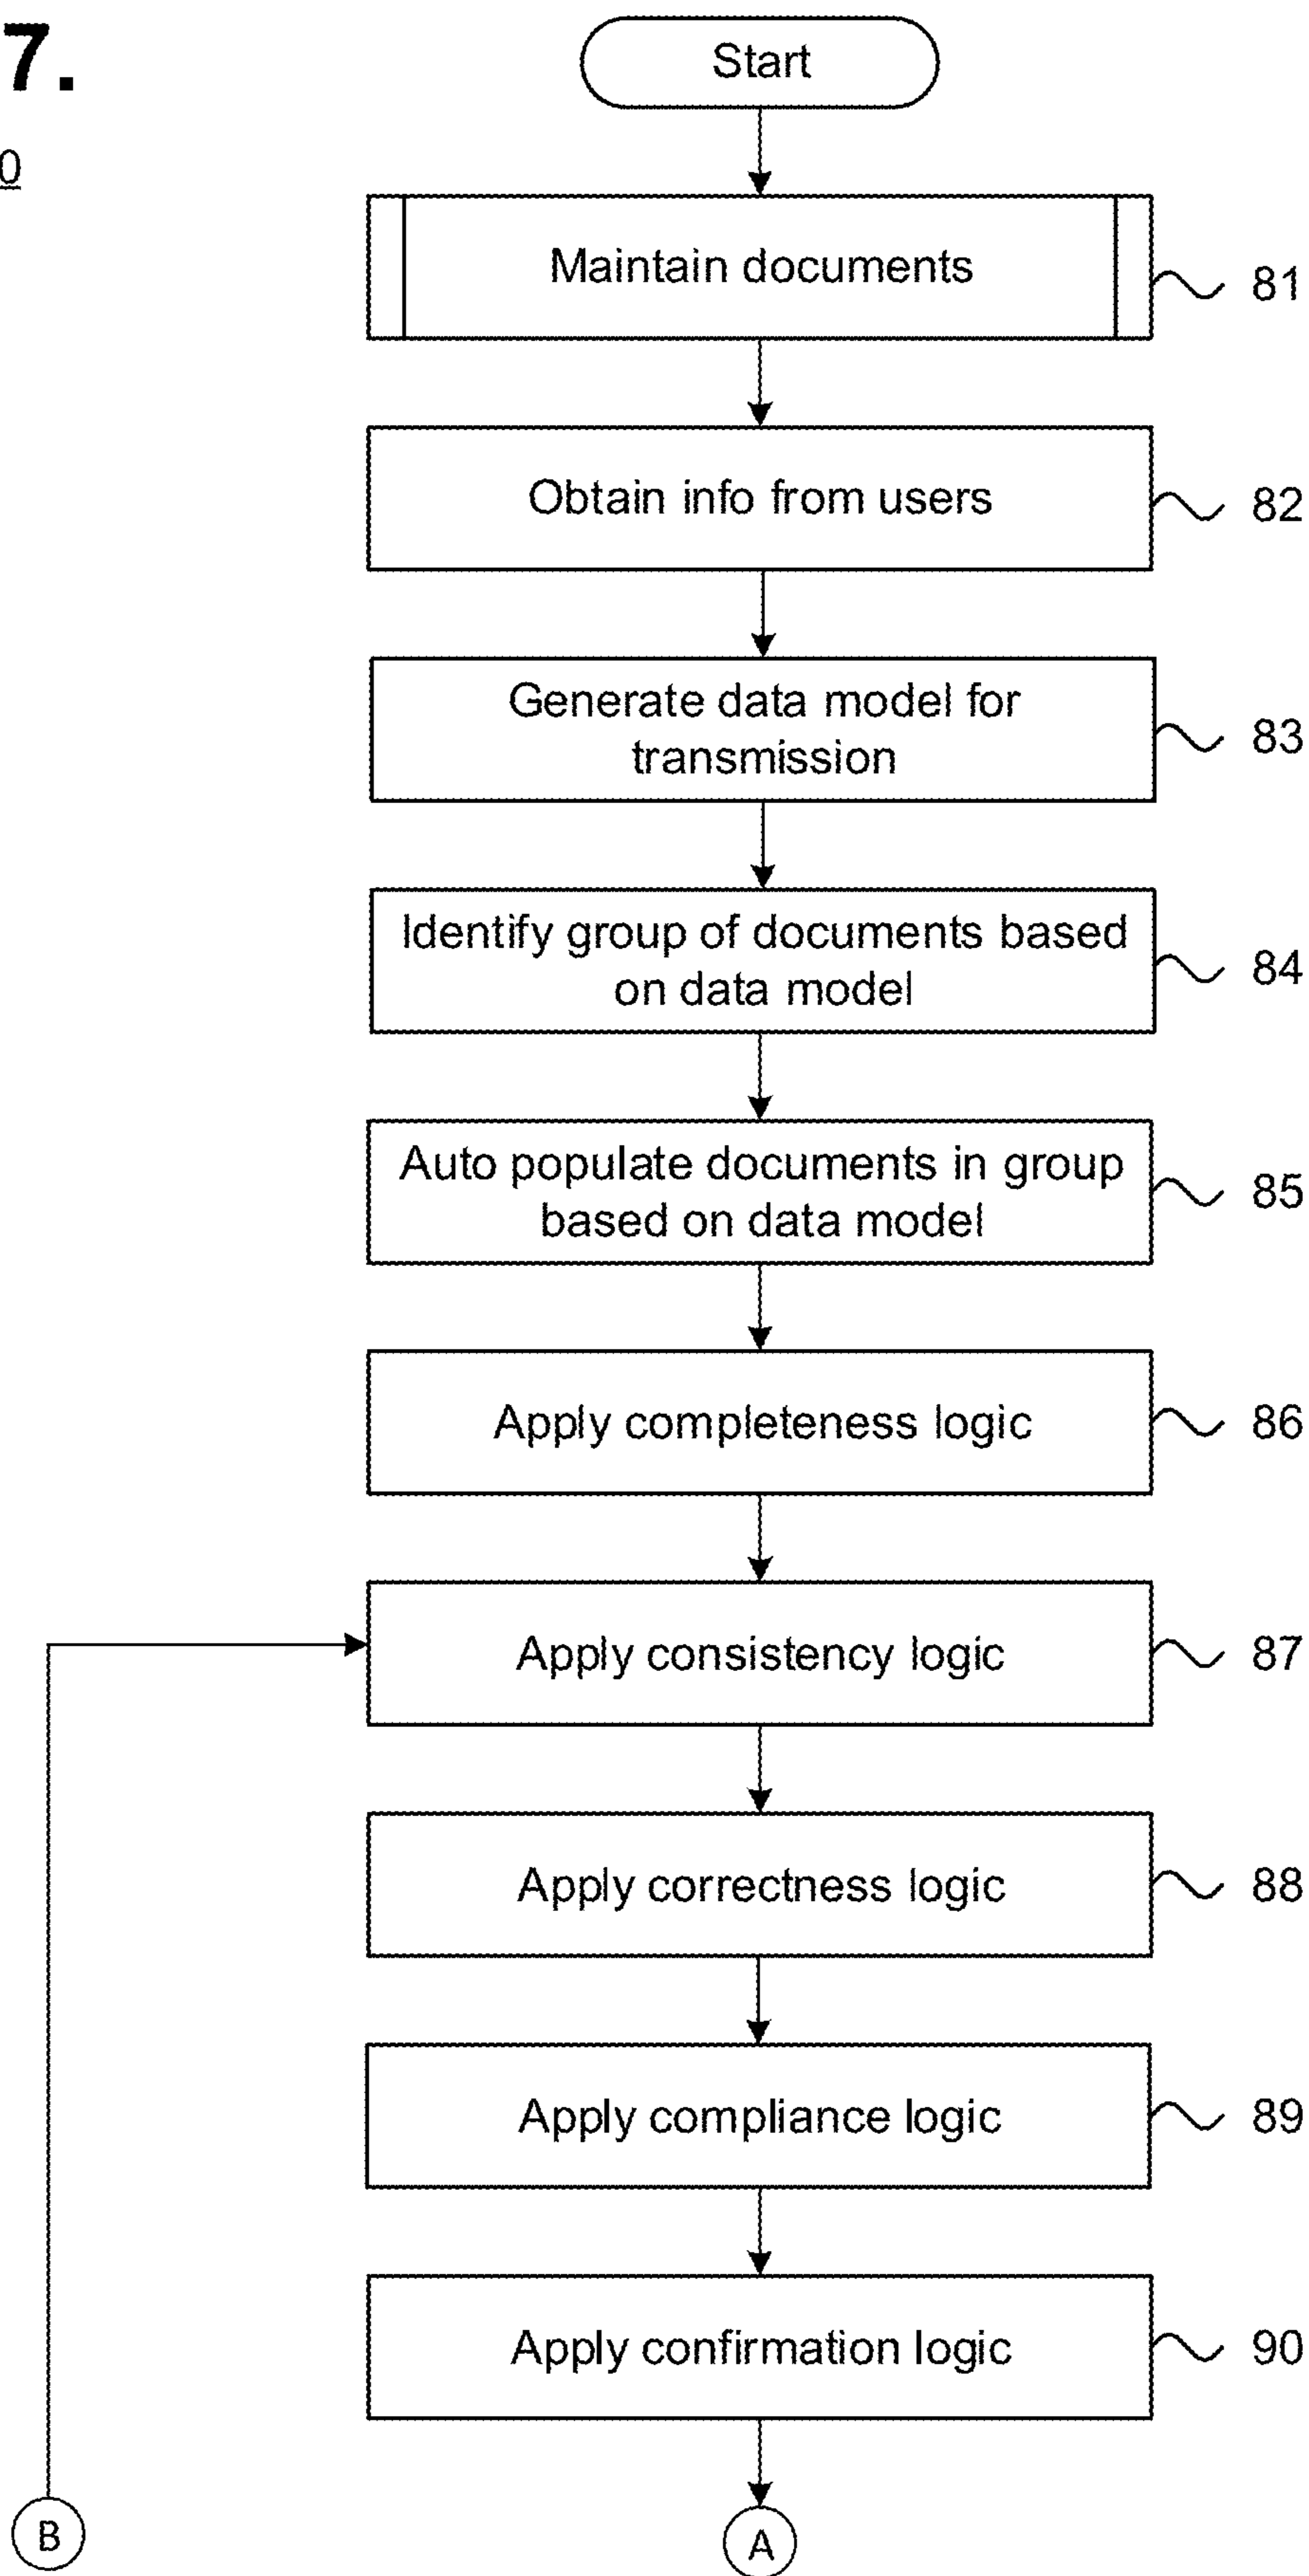 7.
0
Start
Maintain documents
81
Obtain info from users
82
Generate data model for
transmission
83
Identify group of documents based
on data model
84
Auto populate documents in group
based on data model
85
Apply completeness logic
86
Apply consistency logic
87
Apply correctness logic
88
Apply compliance logic
89
Apply confirmation logic
90
B
A